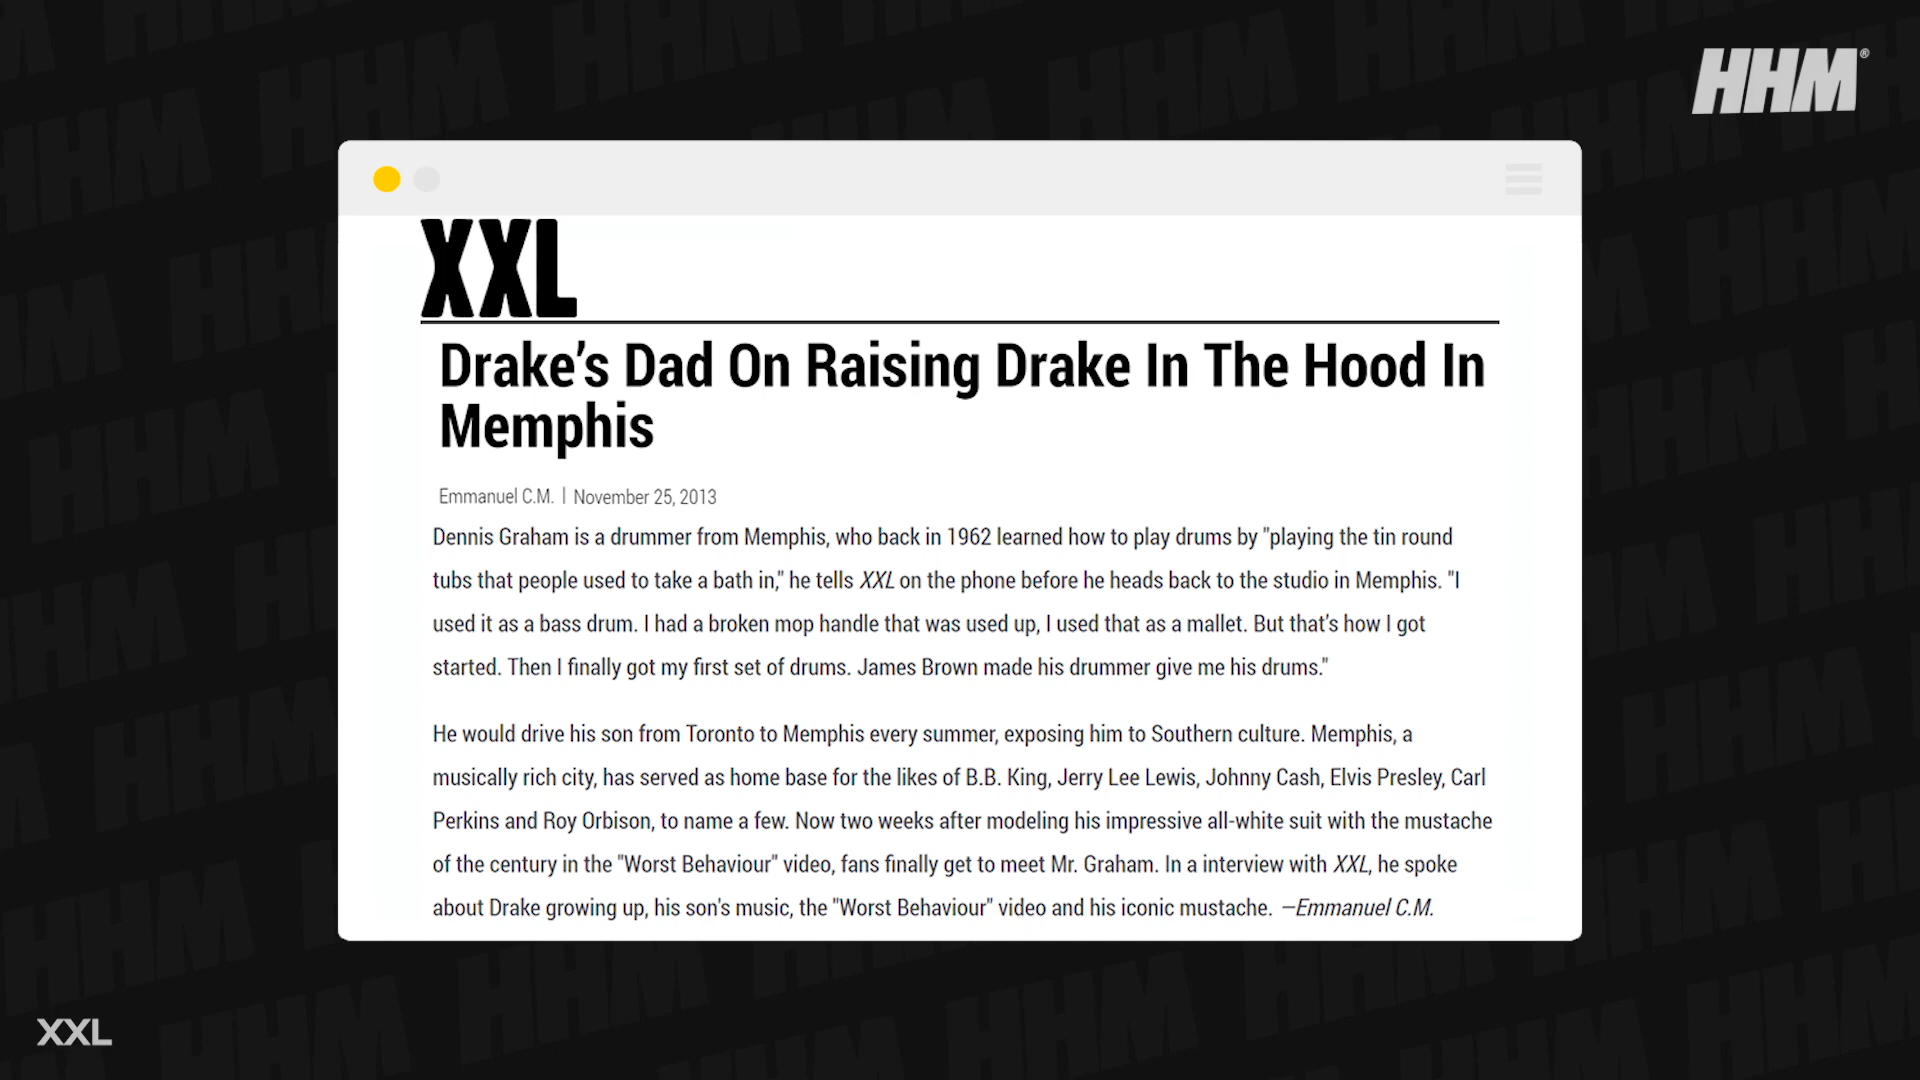 HHM®
XXL
Drake’s Dad On Raising Drake In The Hood In
Memphis
Emmanuel C.M. | November 25, 2013
Dennis Graham is a drummer from Memphis, who back in 1962 learned how to play drums by "playing the tin round
tubs that people used to take a bath in," he tells XXL on the phone before he heads back to the studio in Memphis. "I
used it as a bass drum. I had a broken mop handle that was used up, I used that as a mallet. But that's how I got
started. Then I finally got my first set of drums. James Brown made his drummer give me his drums."
He would drive his son from Toronto to Memphis every summer, exposing him to Southern culture. Memphis, a
musically rich city, has served as home base for the likes of B.B. King, Jerry Lee Lewis, Johnny Cash, Elvis Presley, Carl
Perkins and Roy Orbison, to name a few. Now two weeks after modeling his impressive all-white suit with the mustache
of the century in the "Worst Behaviour" video, fans finally get to meet Mr. Graham. In a interview with XXL, he spoke
about Drake growing up, his son's music, the "Worst Behaviour" video and his iconic mustache. —Emmanuel C.M.
XXL